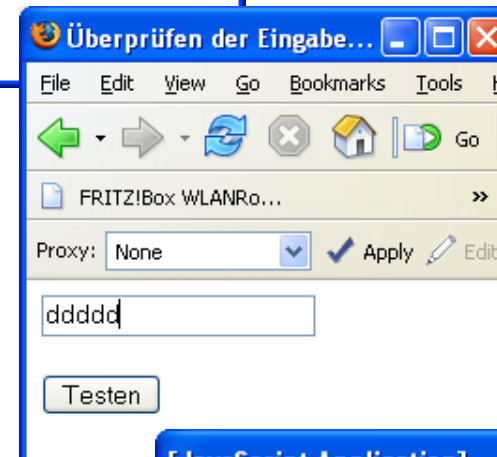 Überprüfen der Eingabe...
File Edit View Go Bookmarks Tools
Go
FRITZ!Box WLANRo... »
Proxy: None Apply Edit
ddddd
Testen
[JavaScript Application]